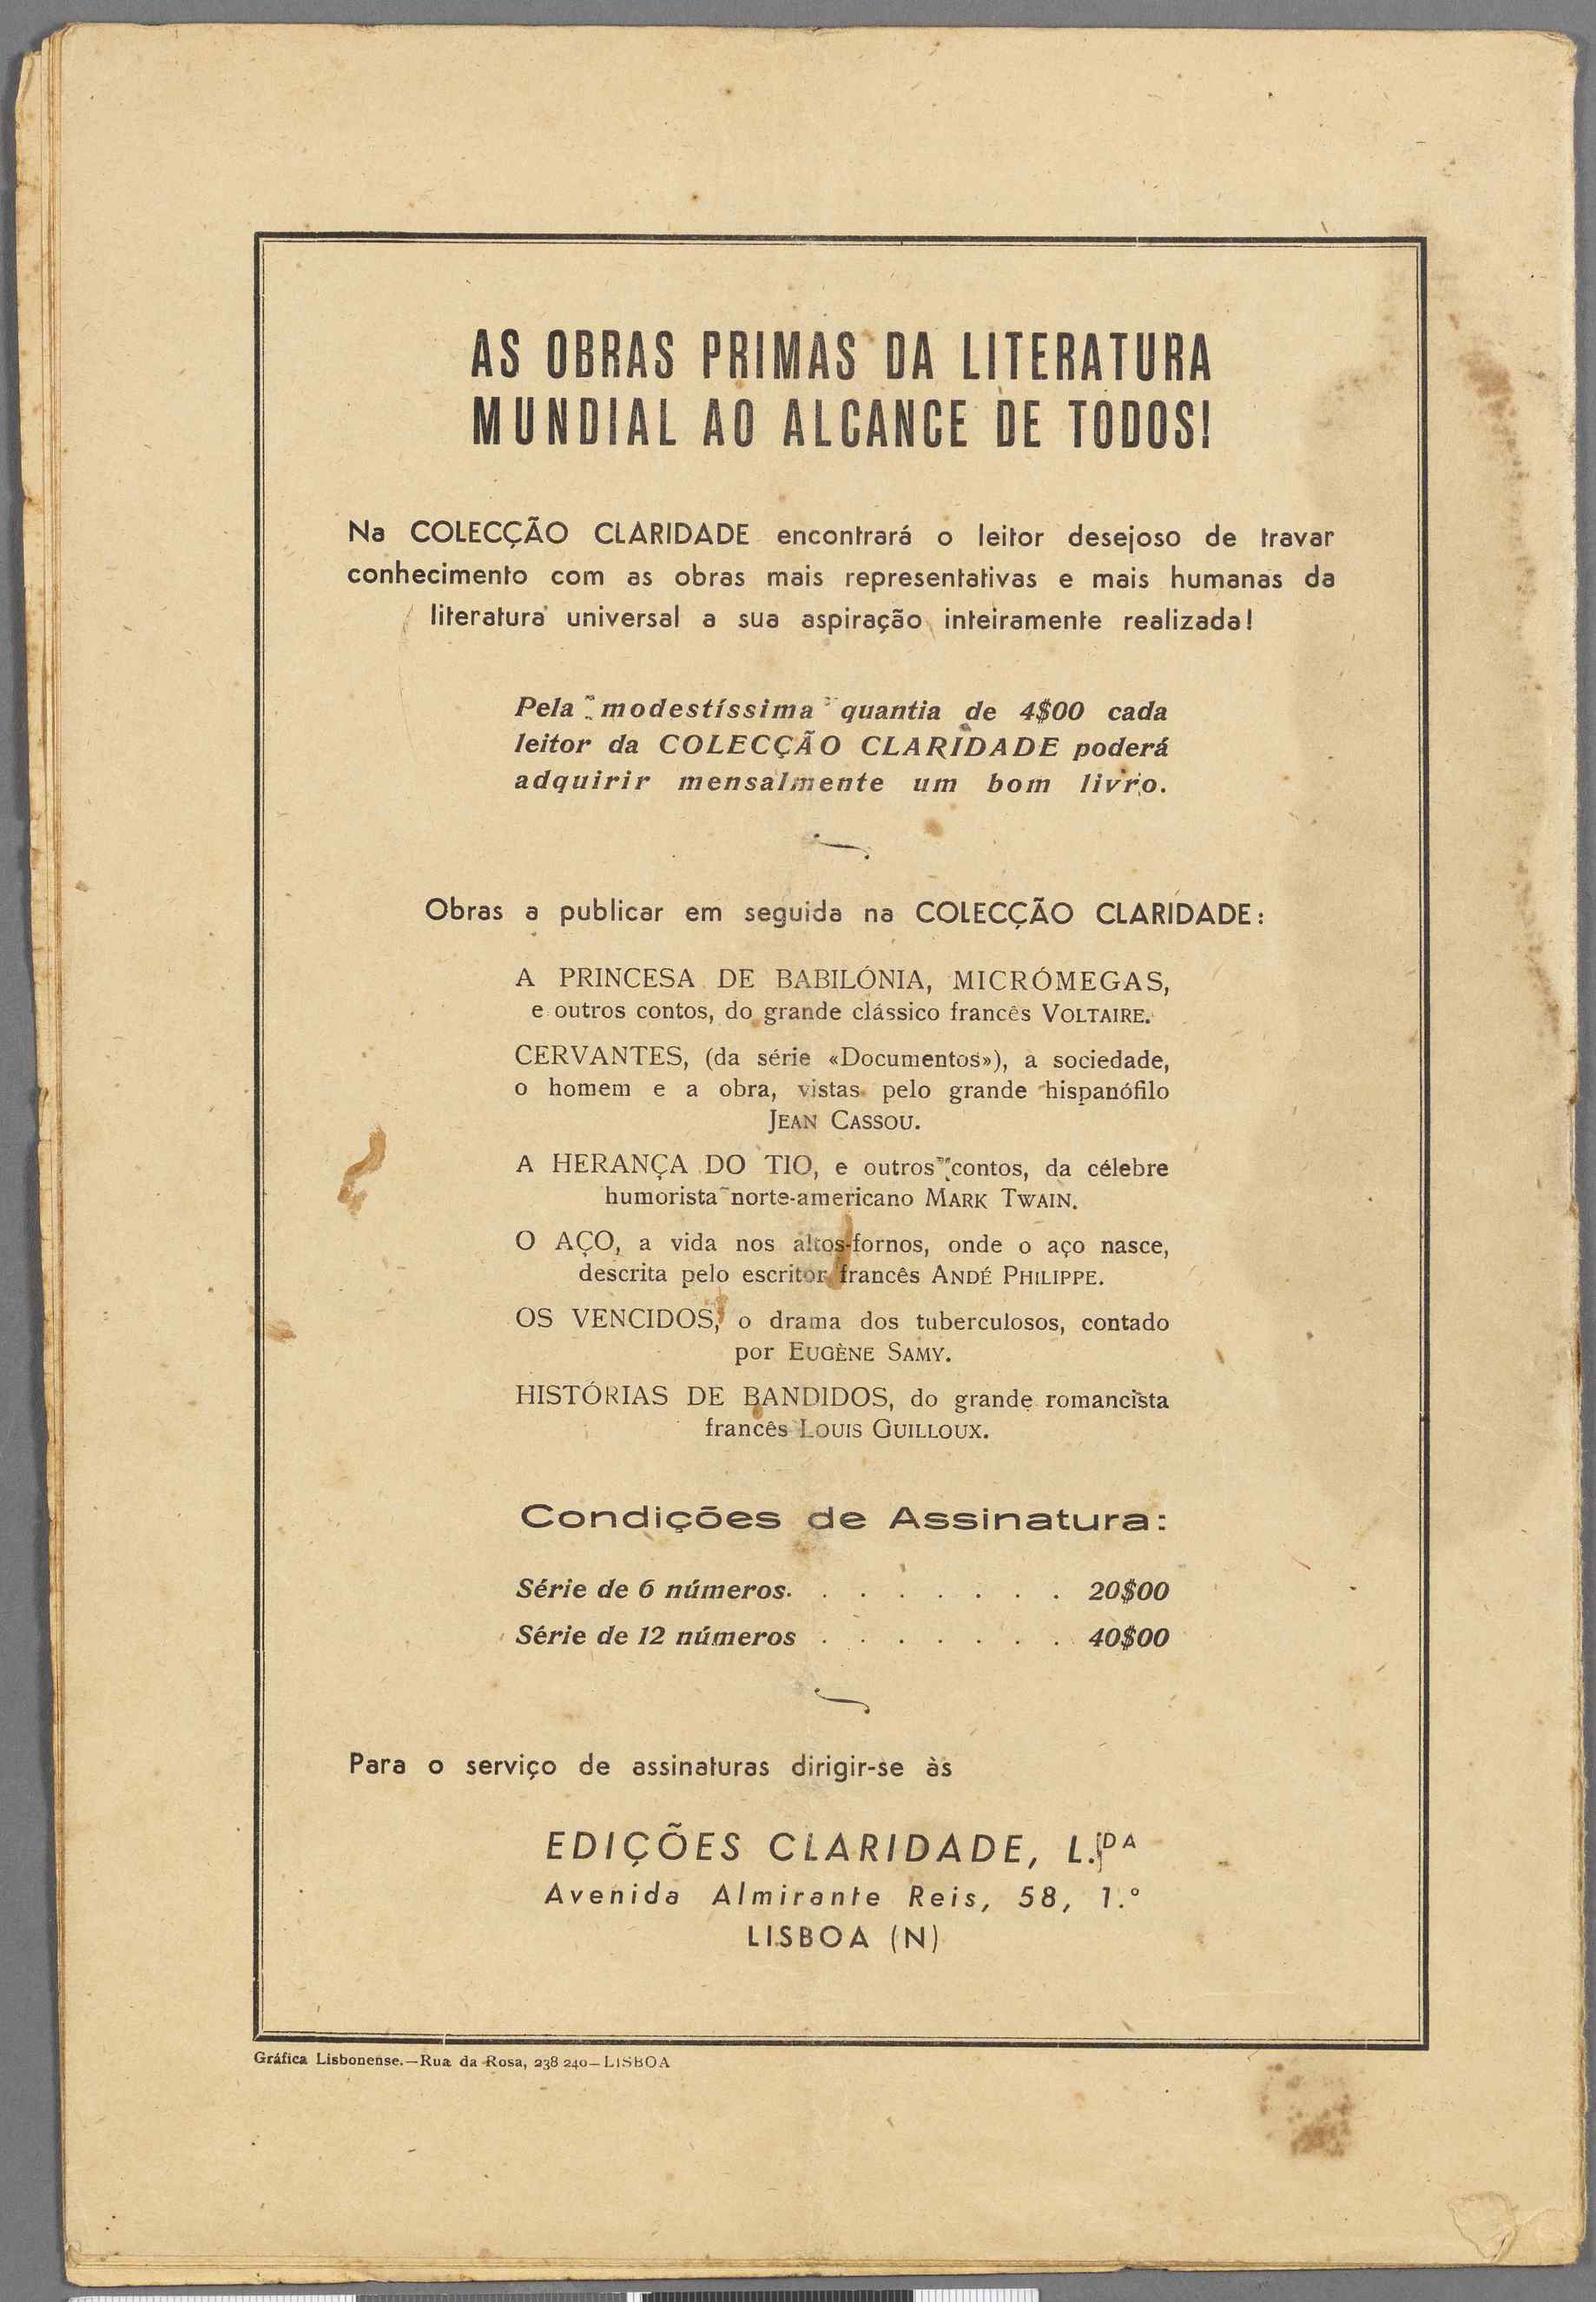 AS OBRAS PRIMAS DA LITERATURA
MUNDIAL AO ALCANCE DE TODOS!
Na COLECÇÃO CLARIDADE encontrará o leitor desejoso de travar
conhecimento com as obras mais representativas e mais humanas da
literatura universal a sua aspiração inteiramente realizada!
Pela modestíssima quantia de 4$00 cada
leitor da COLECÇÃO CLARIDADE poderá
adquirir mensalmente um bom livro.
Obras a publicar em seguida na COLECÇÃO CLARIDADE:
A PRINCESA DE BABILÓNIA, MICRÓMEGAS,
e outros contos, do grande clássico francês VOLTAIRE.
CERVANTES, (da série «Documentos»), a sociedade,
o homem e a obra, vistas pelo grande hispanófilo
JEAN CASSOU.
A HERANÇA DO TIO, e outros contos, da célebre
humorista norte-americano MARK TWAIN.
O AÇO, a vida nos altos-fornos, onde o aço nasce,
descrita pelo escritor francês ANDÉ PHILIPPE.
OS VENCIDOS, o drama dos tuberculosos, contado
por EUGÈNE SAMY.
HISTÓRIAS DE BANDIDOS, do grande romancista
francês LOUIS GUILLOUX.
Condições de Assinatura:
Série de 6 números. . . . . . . . 20$00
Série de 12 números . . . . . . . 40$00
Para o serviço de assinaturas dirigir-se às
EDIÇÕES CLARIDADE, L.DA
Avenida Almirante Reis, 58, 1.º
LISBOA (N)
Gráfica Lisbonense.—Rua da Rosa, 238 240—LISBOA